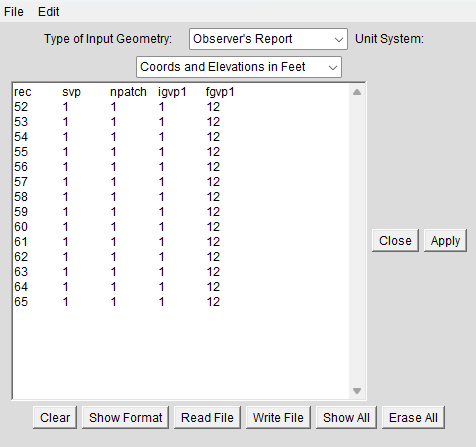 File Edit
Type of Input Geometry: Observer's Report Unit System:
Coords and Elevations in Feet
rec svp npatch igvp1 fgvp1
52 1 1 1 12
53 1 1 1 12
54 1 1 1 12
55 1 1 1 12
56 1 1 1 12
57 1 1 1 12
58 1 1 1 12
59 1 1 1 12
60 1 1 1 12
61 1 1 1 12
62 1 1 1 12
63 1 1 1 12
64 1 1 1 12
65 1 1 1 12
Close Apply
Clear Show Format Read File Write File Show All Erase All